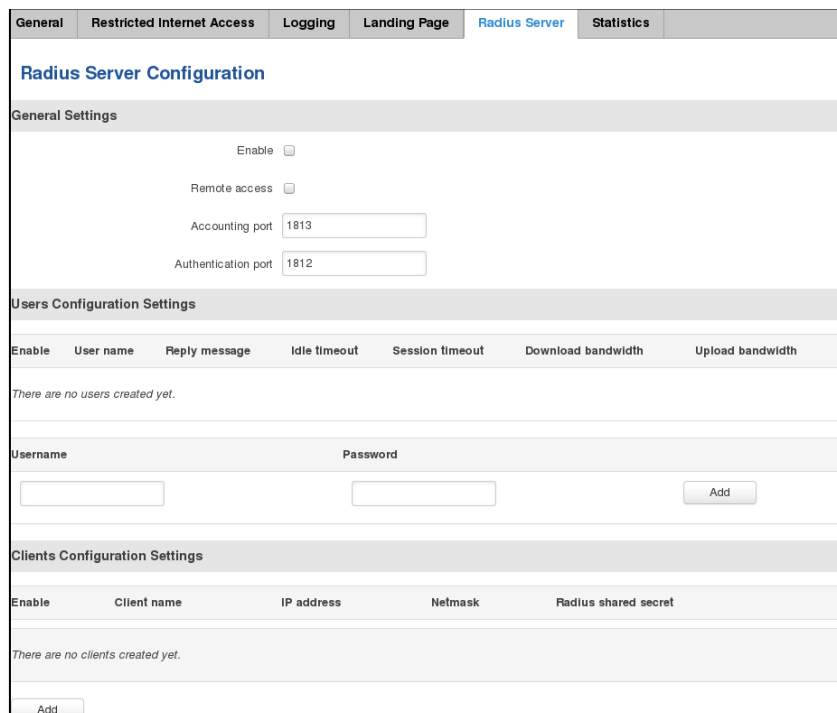 General Restricted Internet Access Logging Landing Page Radius Server Statistics
Radius Server Configuration
General Settings
Enable
Remote access
Accounting port 1813
Authentication port 1812
Users Configuration Settings
Enable User name Reply message Idle timeout Session timeout Download bandwidth Upload bandwidth
There are no users created yet.
Username Password
Add
Clients Configuration Settings
Enable Client name IP address Netmask Radius shared secret
There are no clients created yet.
Add